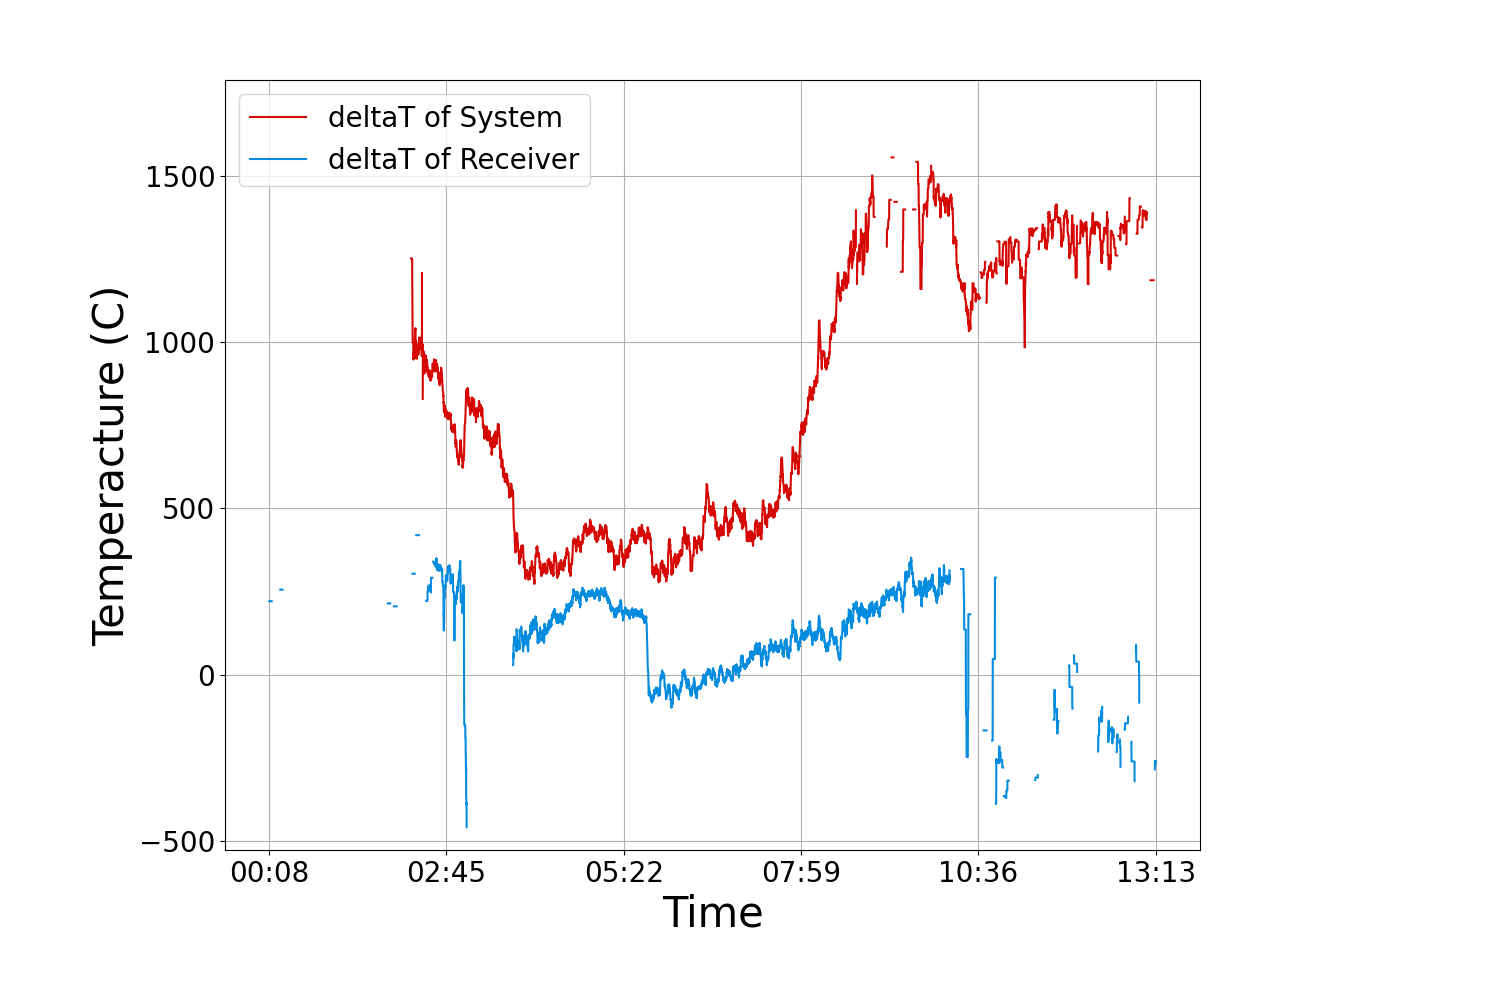 deltaT of System
deltaT of Receiver
Temperacture (C)
1500
1000
500
0
−500
00:08 02:45 05:22 07:59 10:36 13:13
Time